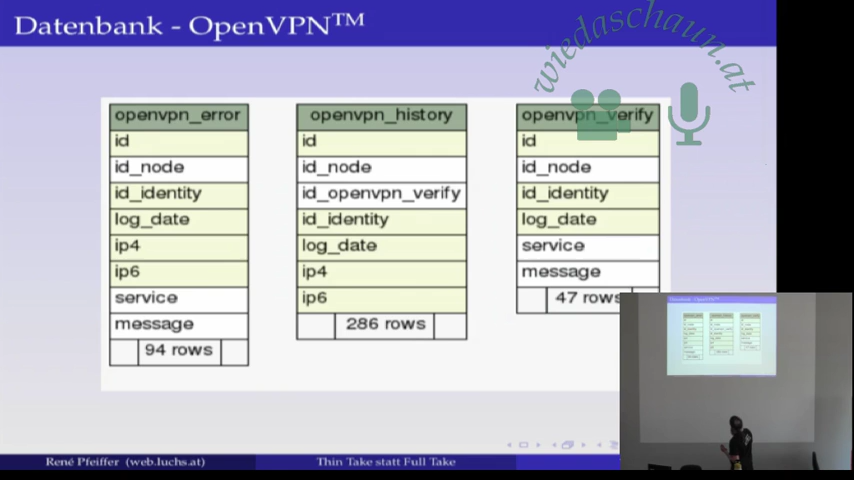 Datenbank - OpenVPN™
wiedaschaun.at
openvpn_error
id
id_node
id_identity
log_date
ip4
ip6
service
message
94 rows
openvpn_history
id
id_node
id_openvpn_verify
id_identity
log_date
ip4
ip6
286 rows
openvpn_verify
id
id_node
id_identity
log_date
service
message
47 rows
René Pfeiffer (web.luchs.at)
Thin Take statt Full Take